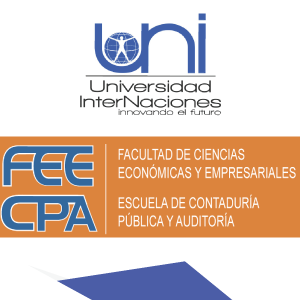 uni
Universidad
InterNaciones
innovando el futuro
FEE
CPA
FACULTAD DE CIENCIAS
ECONÓMICAS Y EMPRESARIALES
ESCUELA DE CONTADURÍA
PÚBLICA Y AUDITORÍA